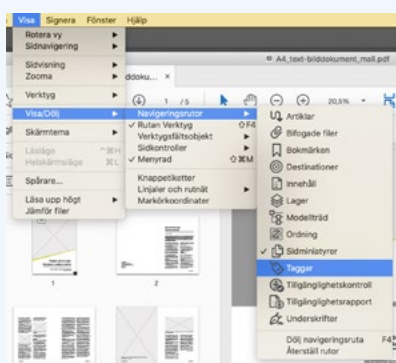 Visa Signera Fönster Hjälp
Rotera vy
Sidnavigering
Sidvisning
Zooma
Verktyg
Visa/Dölj
Skärmtema
Läsläge ^⌘H
Helskärmsläge ⌘L
Spårare...
Läsa upp högt
Jämför filer
A4_text-bilddokument_mall.pdf
ddoku... ×
1 / 5
20,5%
Navigeringsrutor
✓ Rutan Verktyg ⇧F4
Verktygsfältsobjekt
Sidkontroller
✓ Menyrad ⇧⌘M
Knappetiketter
Linjaler och rutnät
Markörkoordinater
Artiklar
Bifogade filer
Bokmärken
Destinationer
Innehåll
Lager
Modellträd
Ordning
✓ Sidminiatyrer
Taggar
Tillgänglighetskontroll
Tillgänglighetsrapport
Underskrifter
Dölj navigeringsruta F4
Återställ rutor
1
2